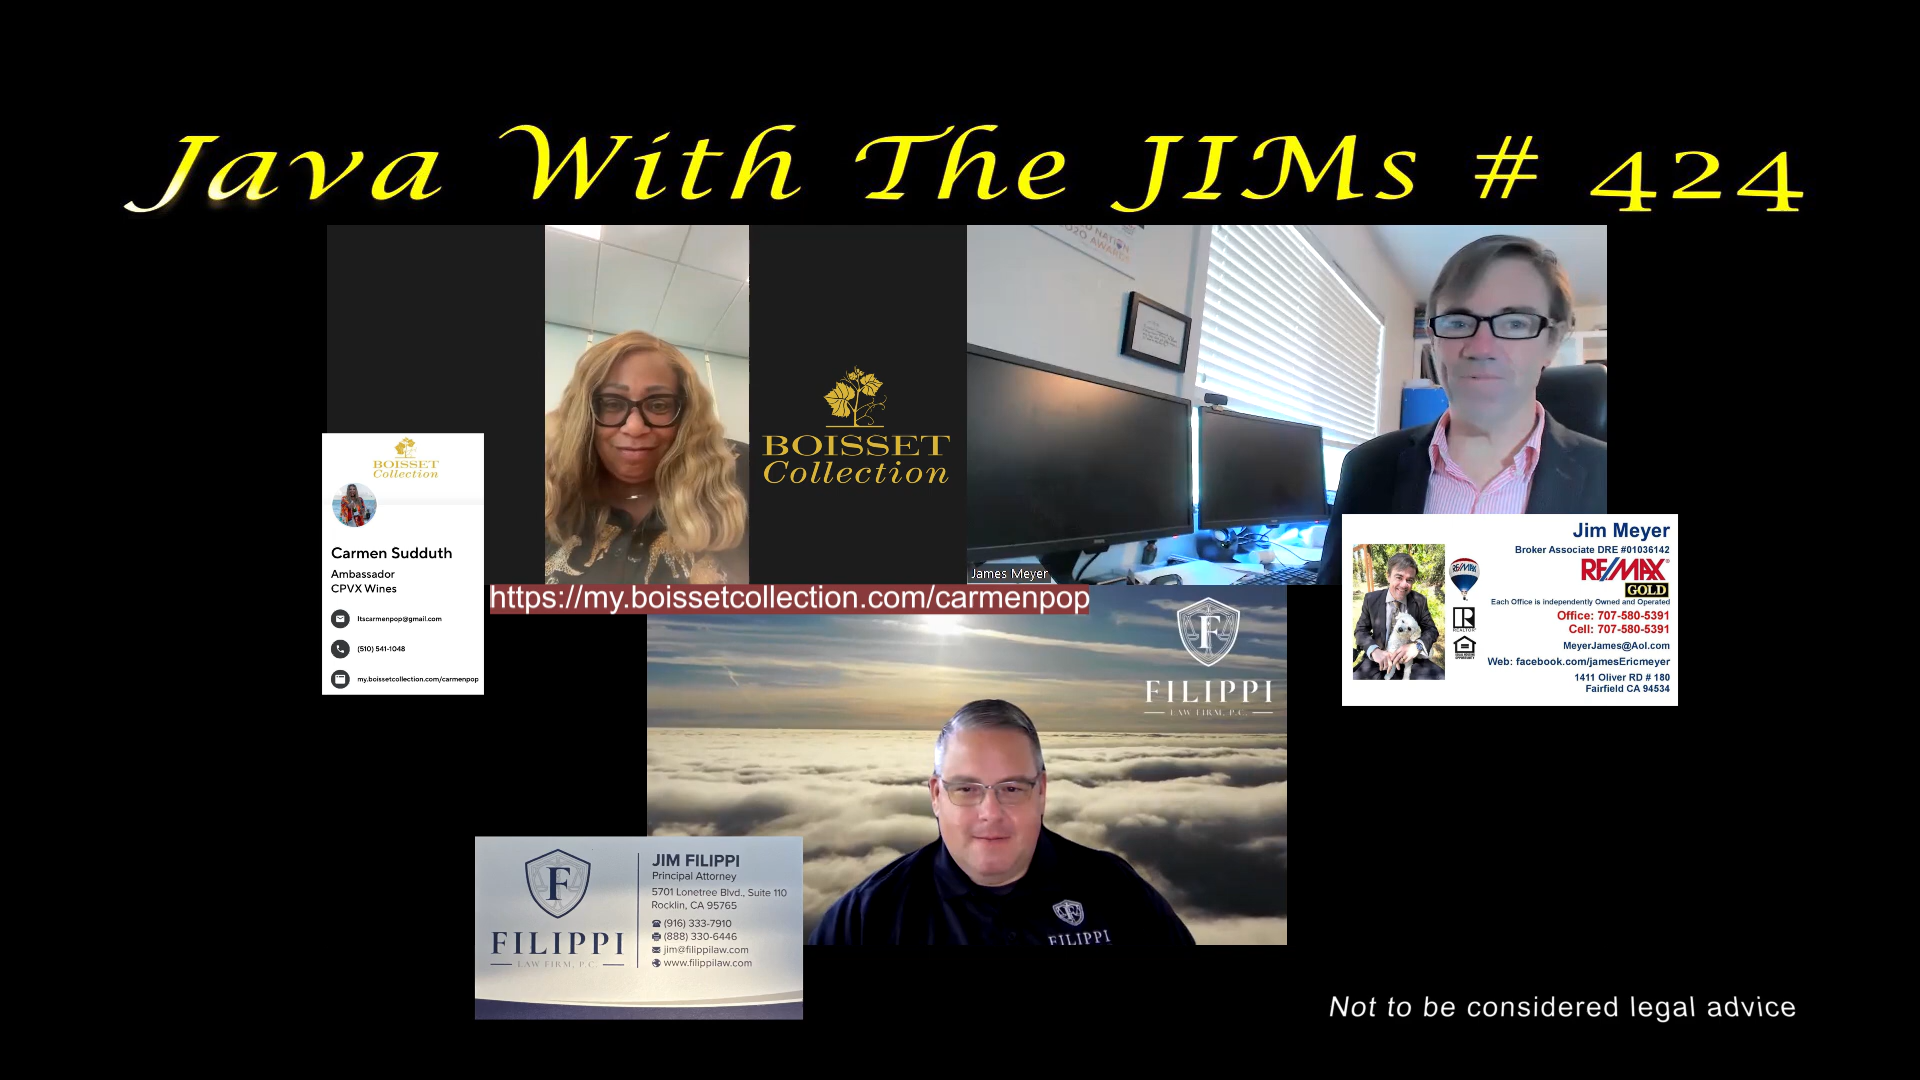 Java With The JIMs # 424
BOISSET
Collection
James Meyer
BOISSET
Collection
Carmen Sudduth
Ambassador
CPVX Wines
Itscarmenpop@gmail.com
(510) 541-1048
my.boissetcollection.com/carmenpop
https://my.boissetcollection.com/carmenpop
Jim Meyer
Broker Associate DRE #01036142
RE/MAX
GOLD
Each Office is independently Owned and Operated
Office: 707-580-5391
Cell: 707-580-5391
MeyerJames@Aol.com
Web: facebook.com/jamesEricmeyer
1411 Oliver RD # 180
Fairfield CA 94534
RE/MAX
F
FILIPPI
LAW FIRM, P.C.
FILIPPI
F
FILIPPI
LAW FIRM, P.C.
JIM FILIPPI
Principal Attorney
5701 Lonetree Blvd., Suite 110
Rocklin, CA 95765
(916) 333-7910
(888) 330-6446
jim@filippilaw.com
www.filippilaw.com
Not to be considered legal advice